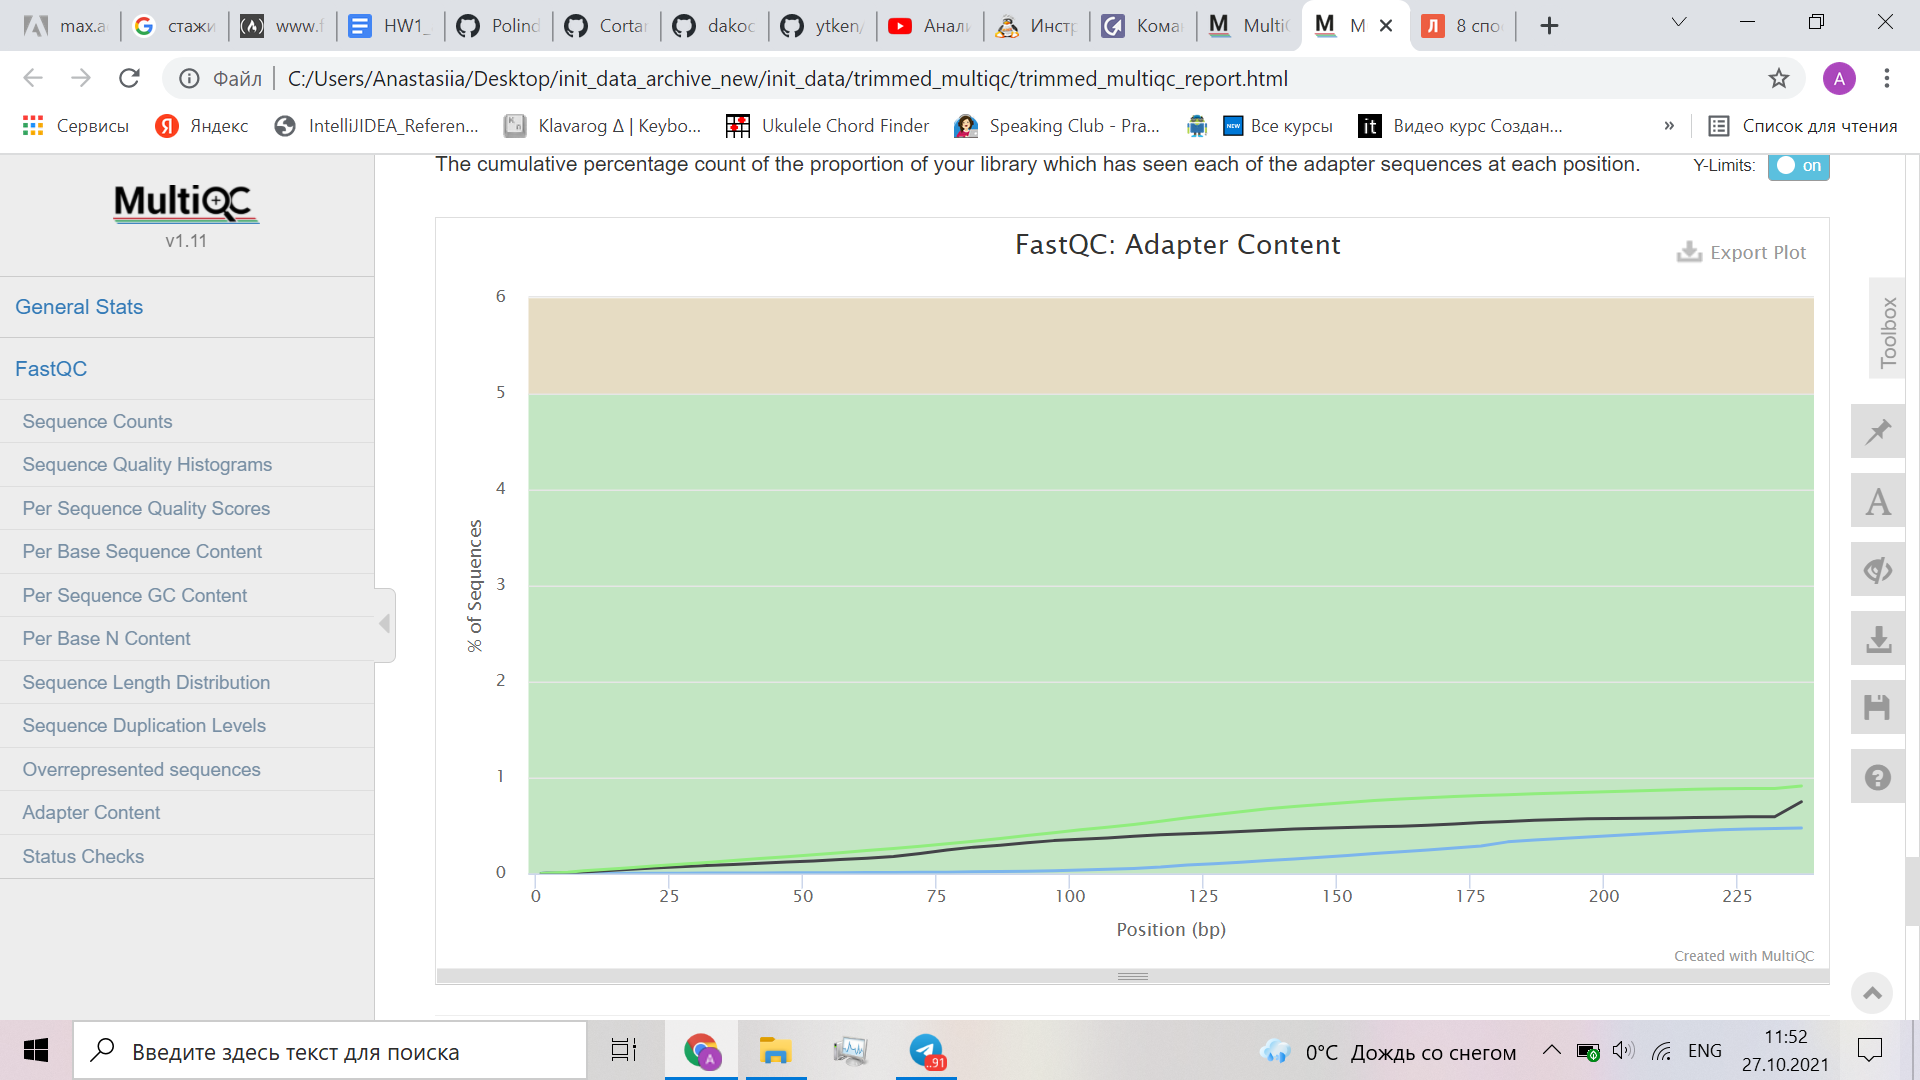 max.a
стажи
www.f
HW1_
Polind
Cortar
dakoc
ytken/
Анали
Инстр
Коман
MultiQ
M
8 спо
Файл
C:/Users/Anastasiia/Desktop/init_data_archive_new/init_data/trimmed_multiqc/trimmed_multiqc_report.html
A
Сервисы
Яндекс
IntelliJIDEA_Referen...
Klavarog Δ | Keybo...
Ukulele Chord Finder
Speaking Club - Pra...
NEW
Все курсы
it
Видео курс Создан...
»
Список для чтения
The cumulative percentage count of the proportion of your library which has seen each of the adapter sequences at each position.
Y-Limits:
on
MultiQC
v1.11
General Stats
FastQC
Sequence Counts
Sequence Quality Histograms
Per Sequence Quality Scores
Per Base Sequence Content
Per Sequence GC Content
Per Base N Content
Sequence Length Distribution
Sequence Duplication Levels
Overrepresented sequences
Adapter Content
Status Checks
FastQC: Adapter Content
Export Plot
6
5
4
3
2
1
0
% of Sequences
0
25
50
75
100
125
150
175
200
225
Position (bp)
Created with MultiQC
Toolbox
A
Введите здесь текст для поиска
A
..91
0°C Дождь со снегом
ENG
11:52
27.10.2021